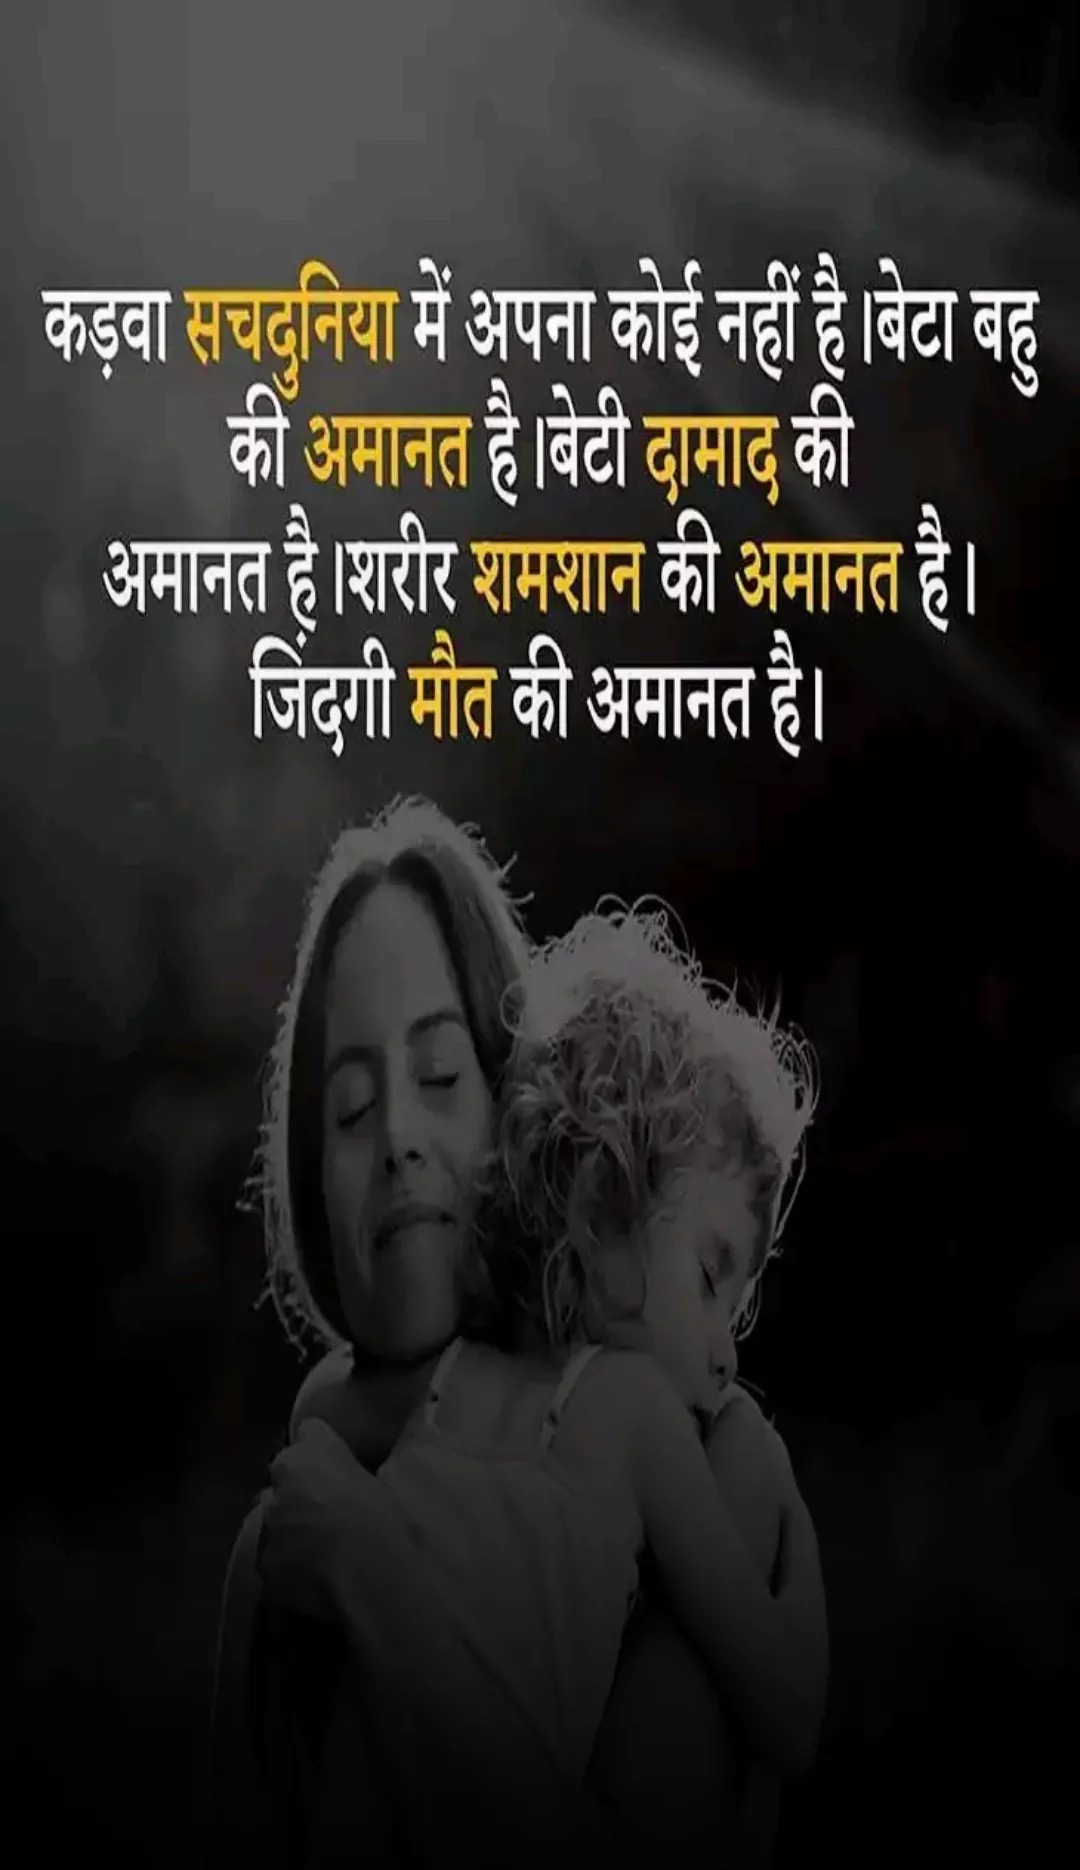 कड़वा सचदुनिया में अपना कोई नहीं है।बेटा बहु
की अमानत है।बेटी दामाद की
अमानत है।शरीर शमशान की अमानत है।
जिंदगी मौत की अमानत है।